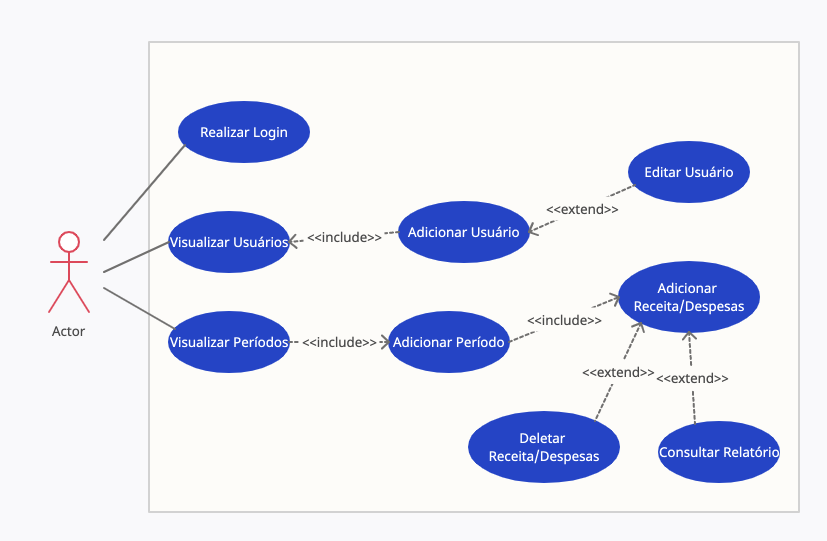 Realizar Login
Editar Usuário
<<extend>>
Visualizar Usuários
<<include>>
Adicionar Usuário
Adicionar
Receita/Despesas
<<include>>
Actor
Visualizar Períodos
<<include>>
Adicionar Período
<<extend>>
<<extend>>
Deletar
Receita/Despesas
Consultar Relatório